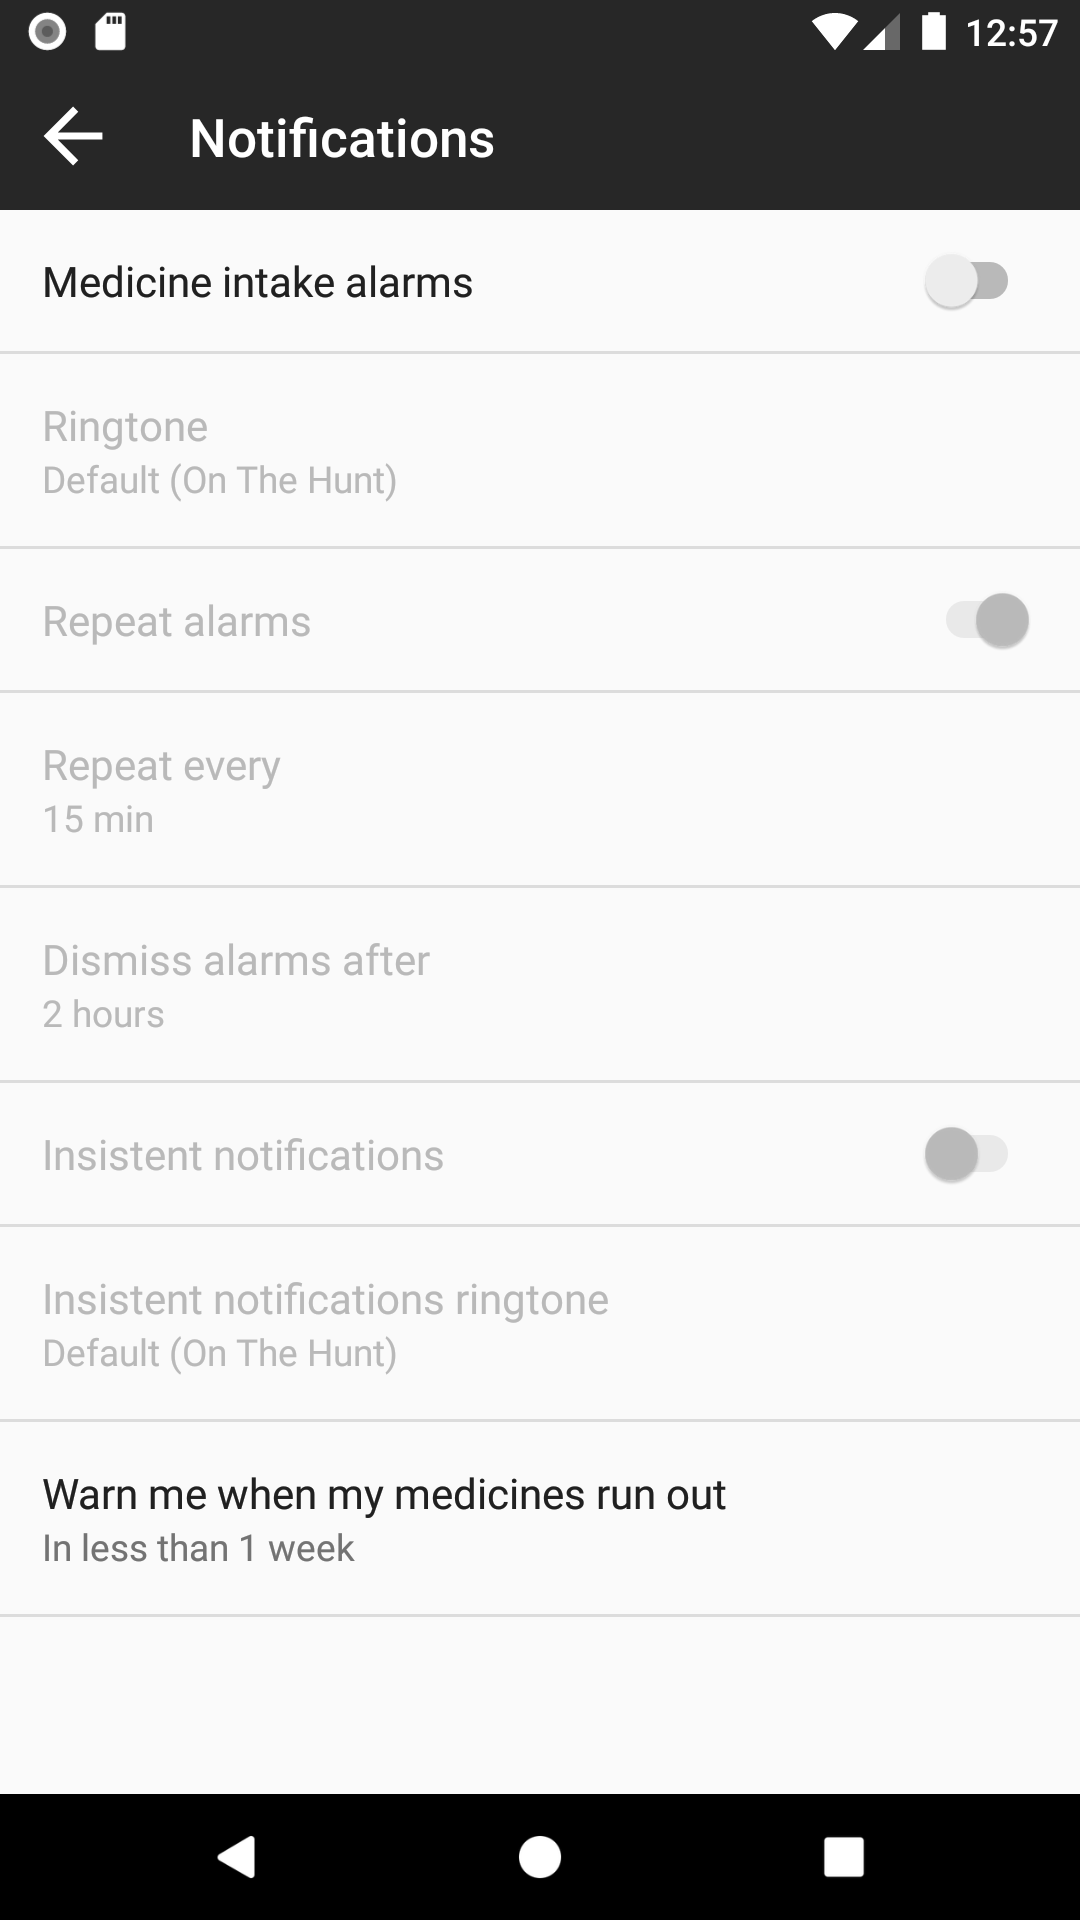 12:57
Notifications
Medicine intake alarms
Ringtone
Default (On The Hunt)
Repeat alarms
Repeat every
15 min
Dismiss alarms after
2 hours
Insistent notifications
Insistent notifications ringtone
Default (On The Hunt)
Warn me when my medicines run out
In less than 1 week